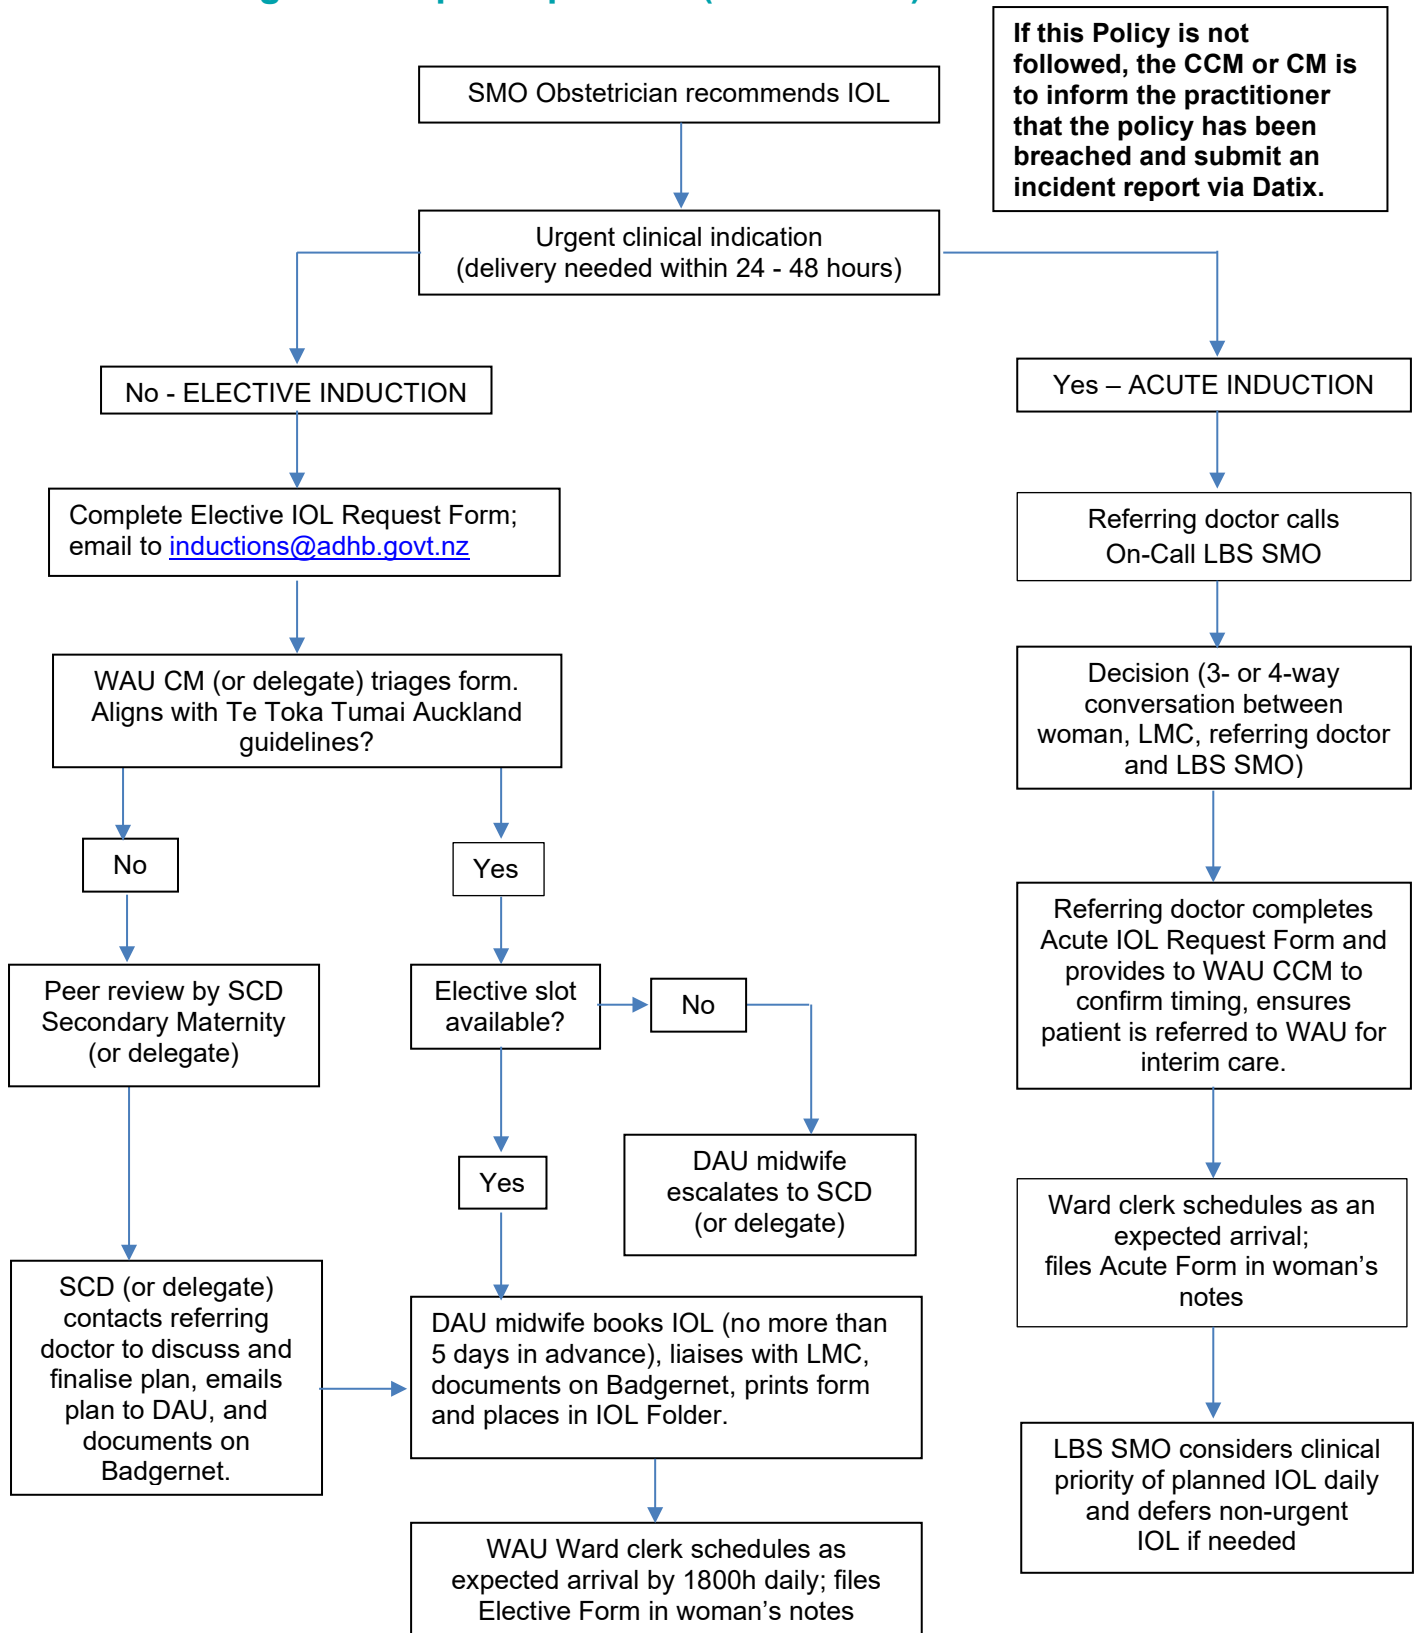 If this Policy is not
followed, the CCM or CM is
to inform the practitioner
that the policy has been
breached and submit an
incident report via Datix.
SMO Obstetrician recommends IOL
Urgent clinical indication
(delivery needed within 24 - 48 hours)
No - ELECTIVE INDUCTION
Yes – ACUTE INDUCTION
Complete Elective IOL Request Form;
email to inductions@adhb.govt.nz
Referring doctor calls
On-Call LBS SMO
WAU CM (or delegate) triages form.
Aligns with Te Toka Tumai Auckland
guidelines?
Decision (3- or 4-way
conversation between
woman, LMC, referring doctor
and LBS SMO)
No
Yes
Referring doctor completes
Acute IOL Request Form and
provides to WAU CCM to
confirm timing, ensures
patient is referred to WAU for
interim care.
Peer review by SCD
Secondary Maternity
(or delegate)
Elective slot
available?
No
Yes
DAU midwife
escalates to SCD
(or delegate)
Ward clerk schedules as an
expected arrival;
files Acute Form in woman’s
notes
SCD (or delegate)
contacts referring
doctor to discuss and
finalise plan, emails
plan to DAU, and
documents on
Badgernet.
DAU midwife books IOL (no more than
5 days in advance), liaises with LMC,
documents on Badgernet, prints form
and places in IOL Folder.
LBS SMO considers clinical
priority of planned IOL daily
and defers non-urgent
IOL if needed
WAU Ward clerk schedules as
expected arrival by 1800h daily; files
Elective Form in woman’s notes